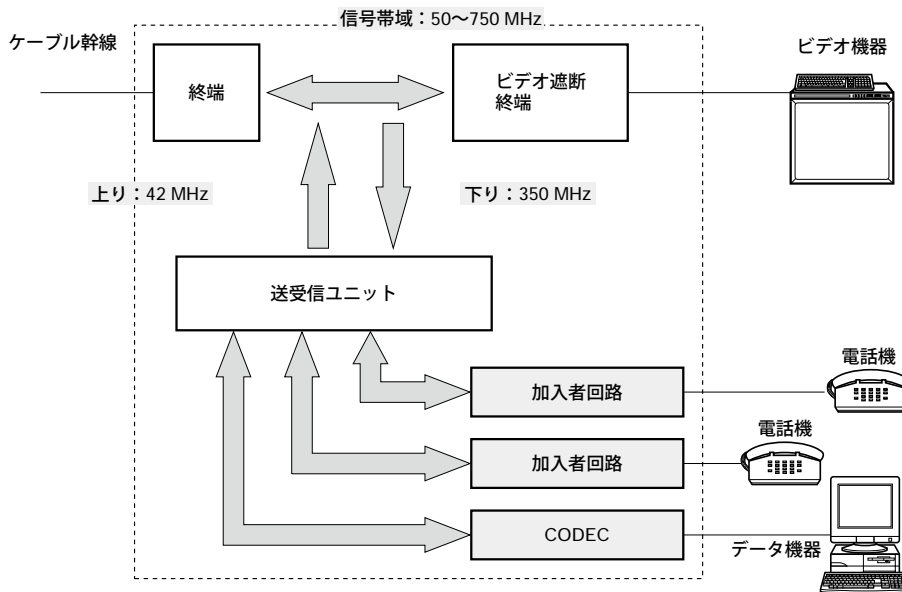 信号帯域：50～750 MHz
ケーブル幹線
ビデオ機器
終端
ビデオ遮断
終端
上り：42 MHz
下り：350 MHz
送受信ユニット
電話機
加入者回路
電話機
加入者回路
CODEC
データ機器